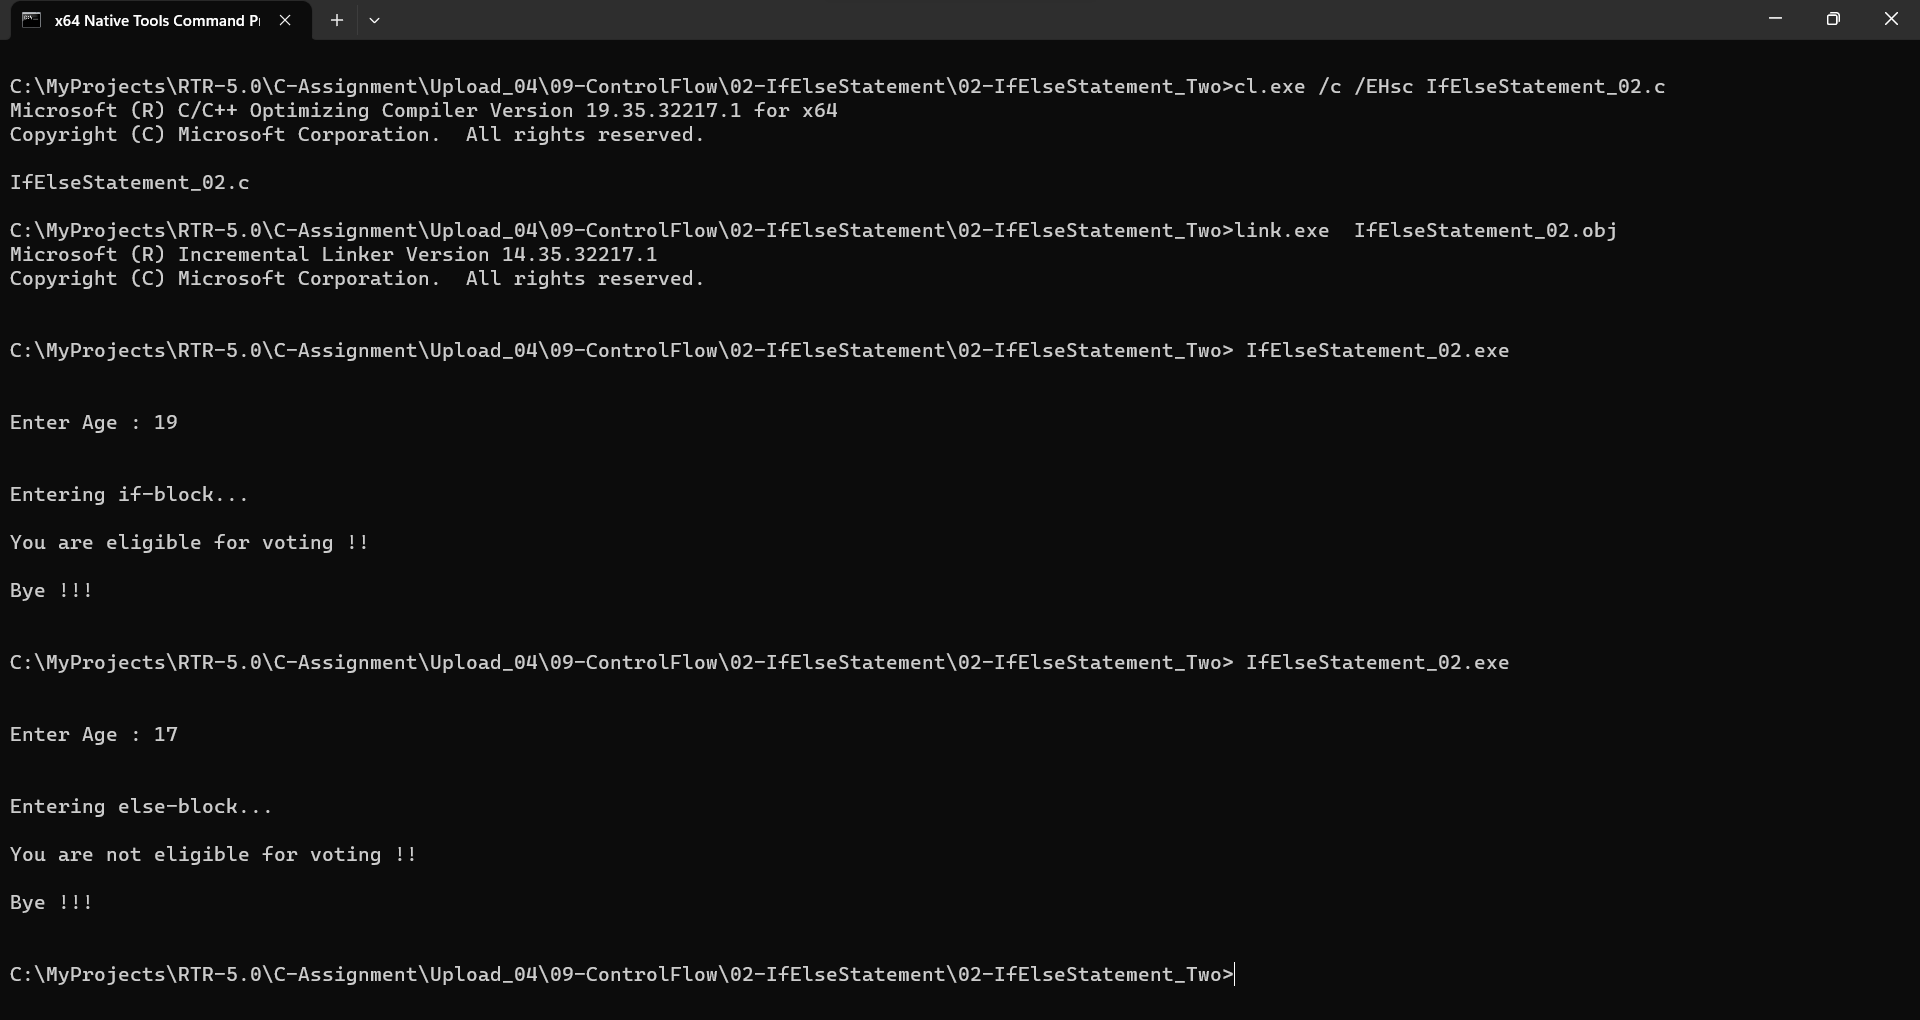 x64 Native Tools Command P
C:\MyProjects\RTR-5.0\C-Assignment\Upload_04\09-ControlFlow\02-IfElseStatement\02-IfElseStatement_Two>cl.exe /c /EHsc IfElseStatement_02.c
Microsoft (R) C/C++ Optimizing Compiler Version 19.35.32217.1 for x64
Copyright (C) Microsoft Corporation.  All rights reserved.
IfElseStatement_02.c
C:\MyProjects\RTR-5.0\C-Assignment\Upload_04\09-ControlFlow\02-IfElseStatement\02-IfElseStatement_Two>link.exe  IfElseStatement_02.obj
Microsoft (R) Incremental Linker Version 14.35.32217.1
Copyright (C) Microsoft Corporation.  All rights reserved.
C:\MyProjects\RTR-5.0\C-Assignment\Upload_04\09-ControlFlow\02-IfElseStatement\02-IfElseStatement_Two> IfElseStatement_02.exe
Enter Age : 19
Entering if-block...
You are eligible for voting !!
Bye !!!
C:\MyProjects\RTR-5.0\C-Assignment\Upload_04\09-ControlFlow\02-IfElseStatement\02-IfElseStatement_Two> IfElseStatement_02.exe
Enter Age : 17
Entering else-block...
You are not eligible for voting !!
Bye !!!
C:\MyProjects\RTR-5.0\C-Assignment\Upload_04\09-ControlFlow\02-IfElseStatement\02-IfElseStatement_Two>